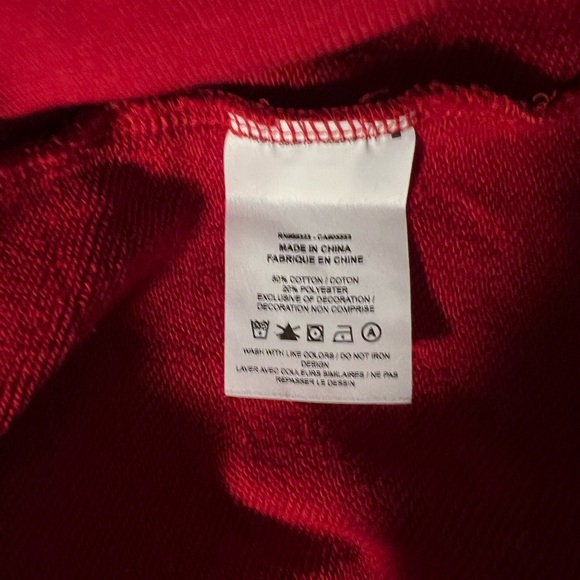 MADE IN CHINA
FABRIQUE EN CHINE
80% COTTON / COTON
20% POLYESTER
EXCLUSIVE OF DECORATION /
DECORATION NON COMPRISE
A
WASH WITH LIKE COLORS / DO NOT IRON
DESIGN
LAVER AVEC COULEURS SIMILAIRES / NE PAS
REPASSER LE DESSIN